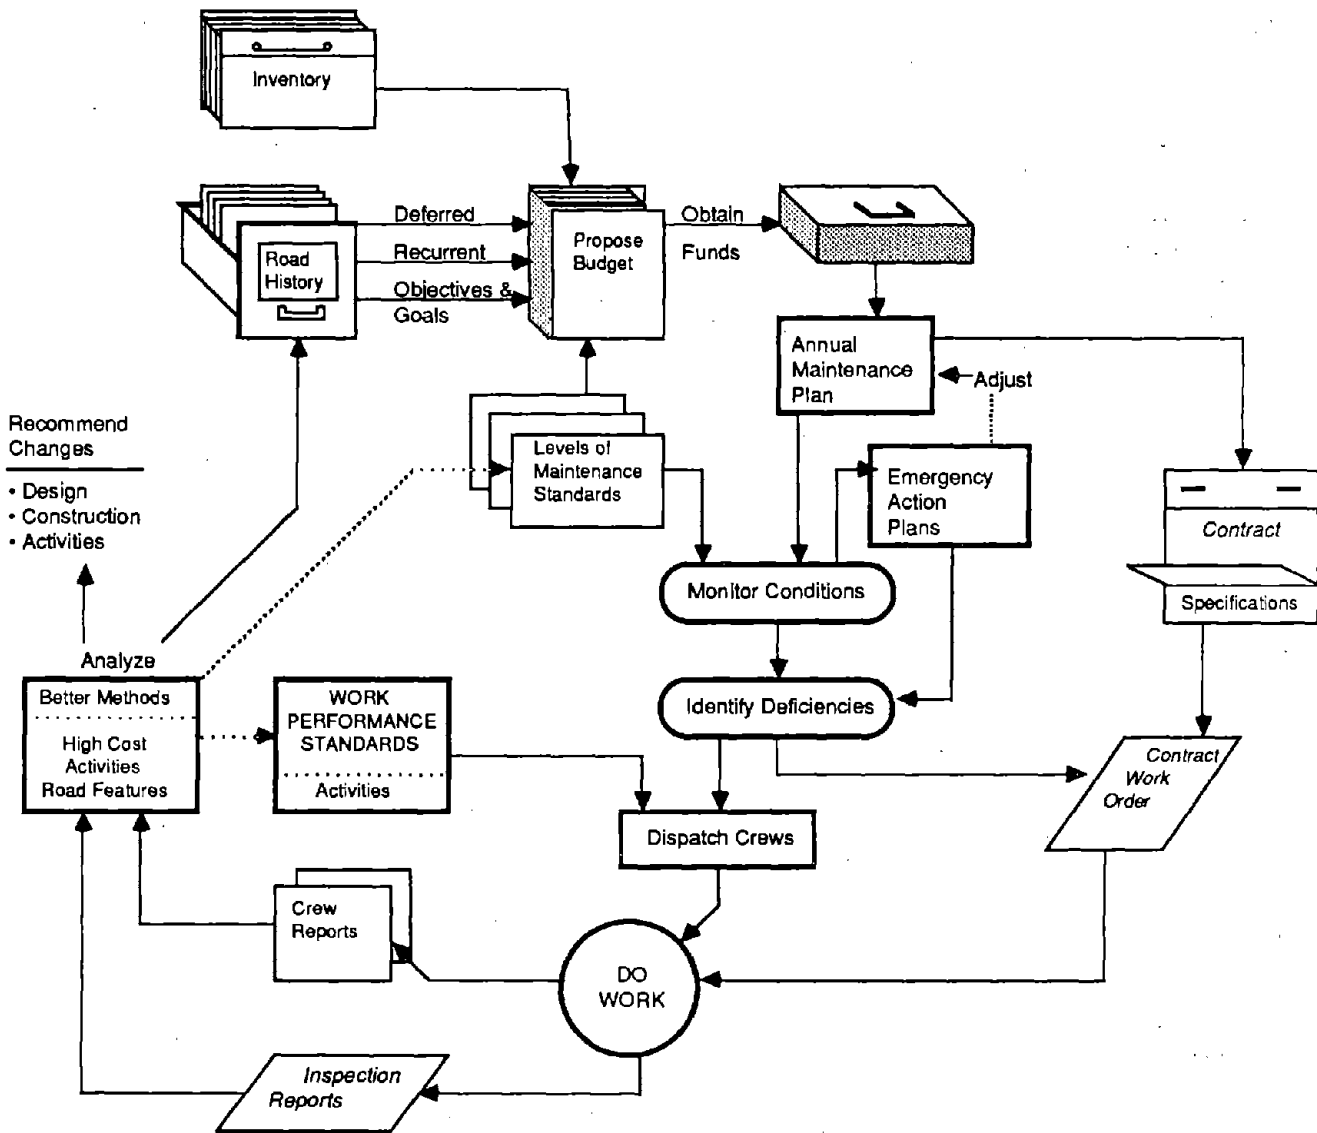 Inventory
Road
History
Deferred
Recurrent
Objectives &
Goals
Propose
Budget
Obtain
Funds
Annual
Maintenance
Plan
Adjust
Recommend
Changes
• Design
• Construction
• Activities
Levels of
Maintenance
Standards
Emergency
Action
Plans
Contract
Specifications
Monitor Conditions
Analyze
Better Methods
High Cost
Activities
Road Features
WORK
PERFORMANCE
STANDARDS
Activities
Identify Deficiencies
Contract
Work
Order
Dispatch Crews
Crew
Reports
DO
WORK
Inspection
Reports